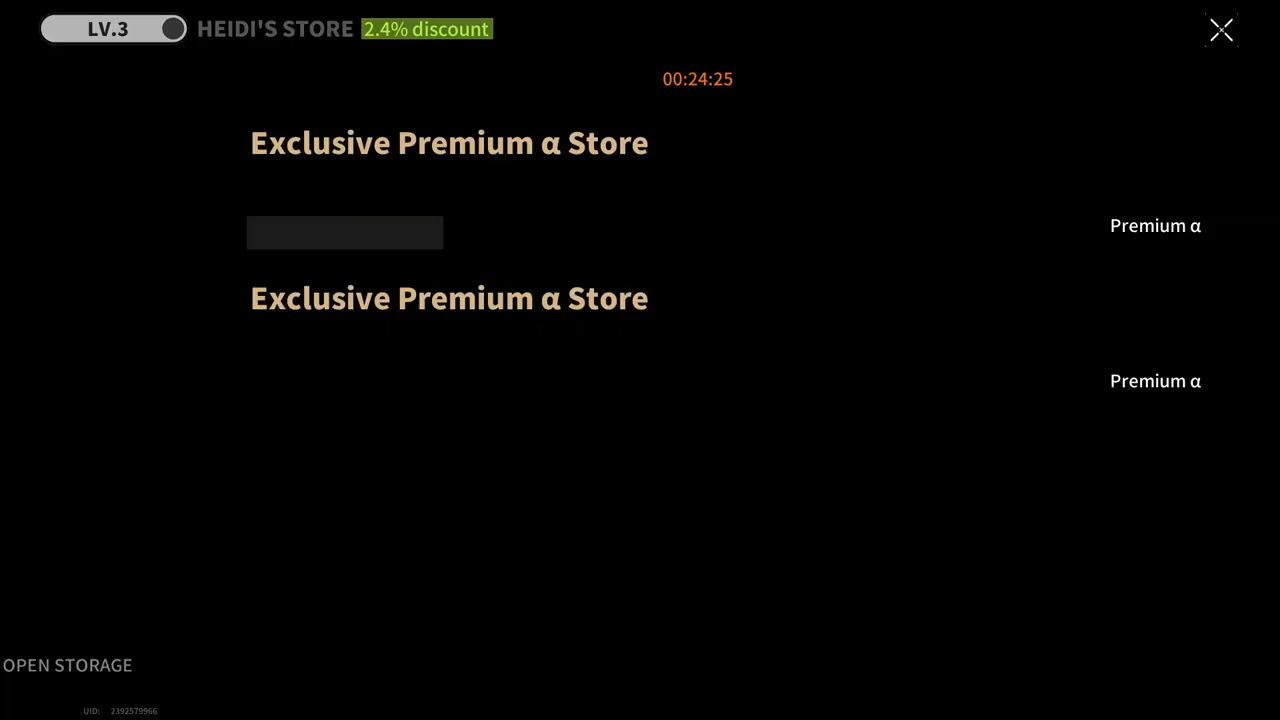 LV.3 HEIDI'S STORE 2.4% discount
00:24:25
Exclusive Premium α Store
Premium α
Exclusive Premium α Store
Premium α
OPEN STORAGE
UID: 2392579966